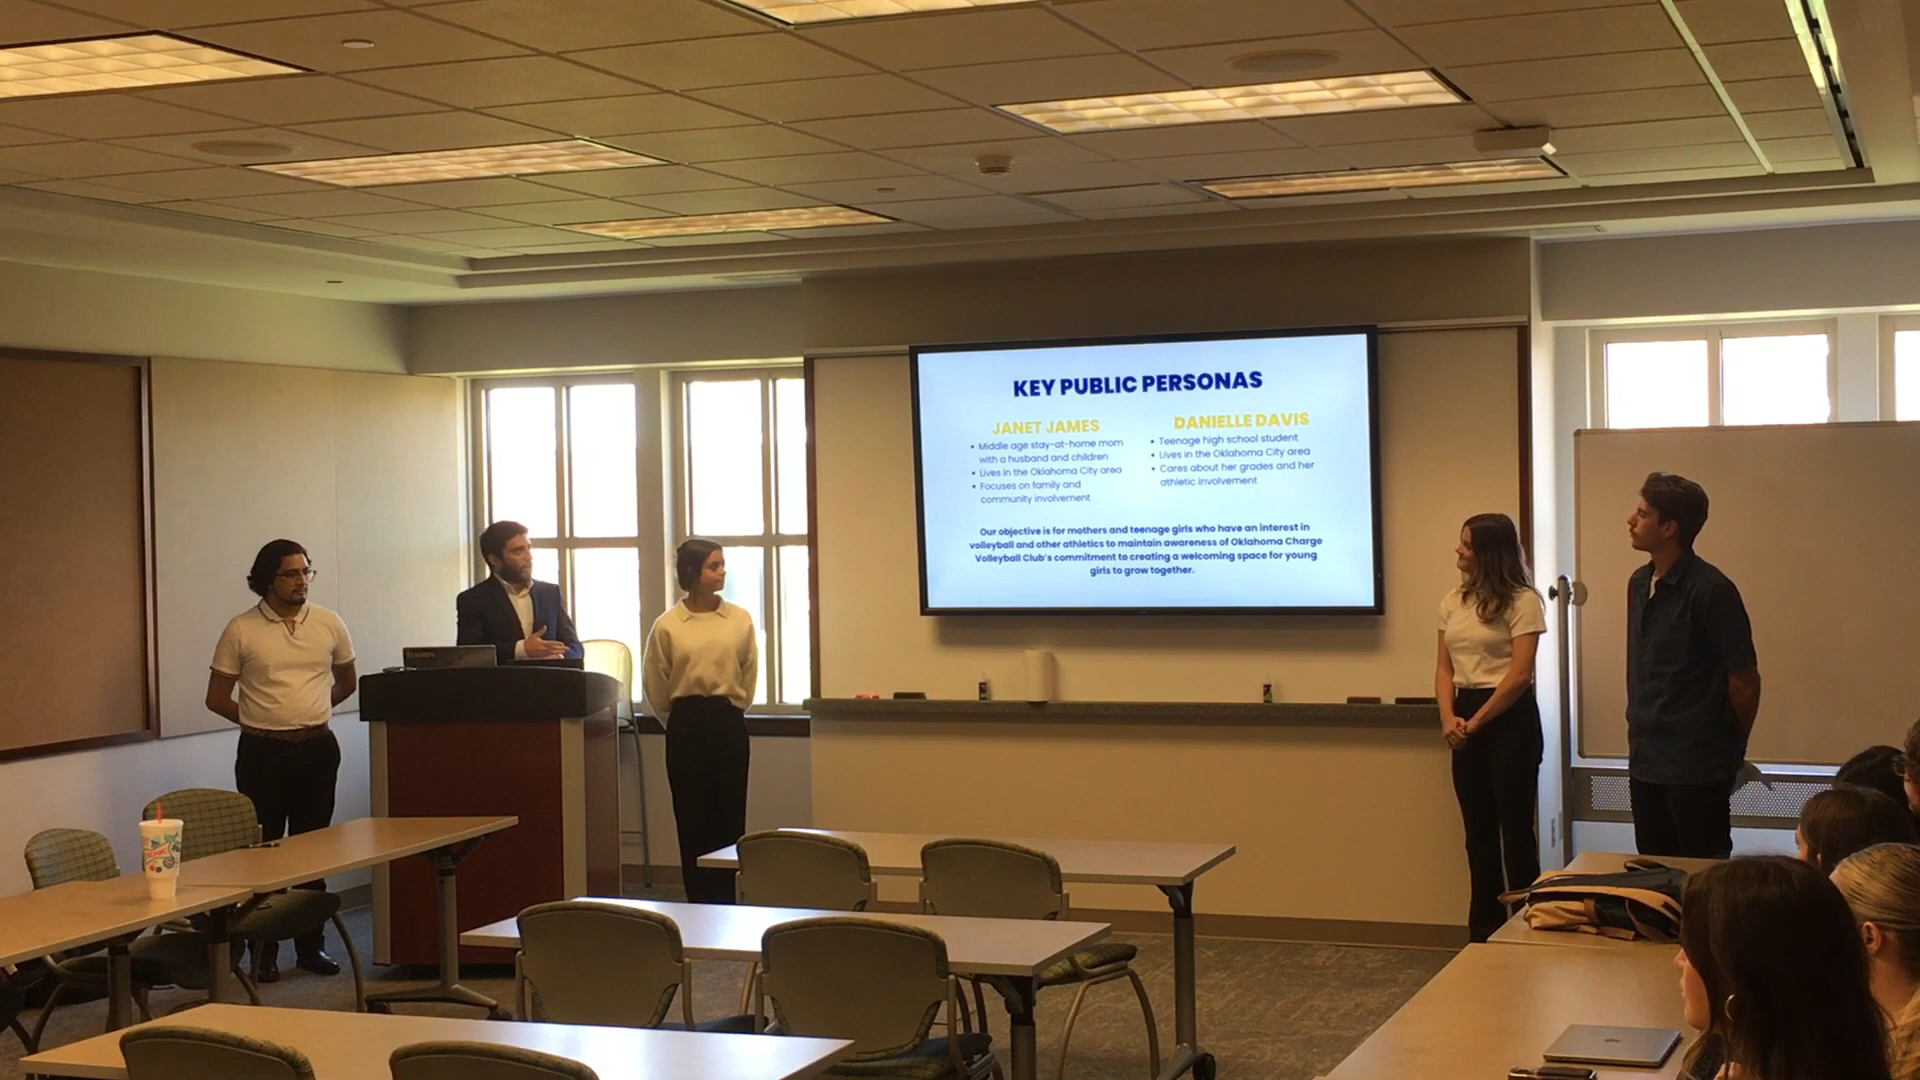 KEY PUBLIC PERSONAS
JANET JAMES
• Middle age stay-at-home mom
with a husband and children
• Lives in the Oklahoma City area
• Focuses on family and
community involvement
DANIELLE DAVIS
• Teenage high school student
• Lives in the Oklahoma City area
• Cares about her grades and her
athletic involvement
Our objective is for mothers and teenage girls who have an interest in
volleyball and other athletics to maintain awareness of Oklahoma Charge
Volleyball Club's commitment to creating a welcoming space for young
girls to grow together.
SONIC